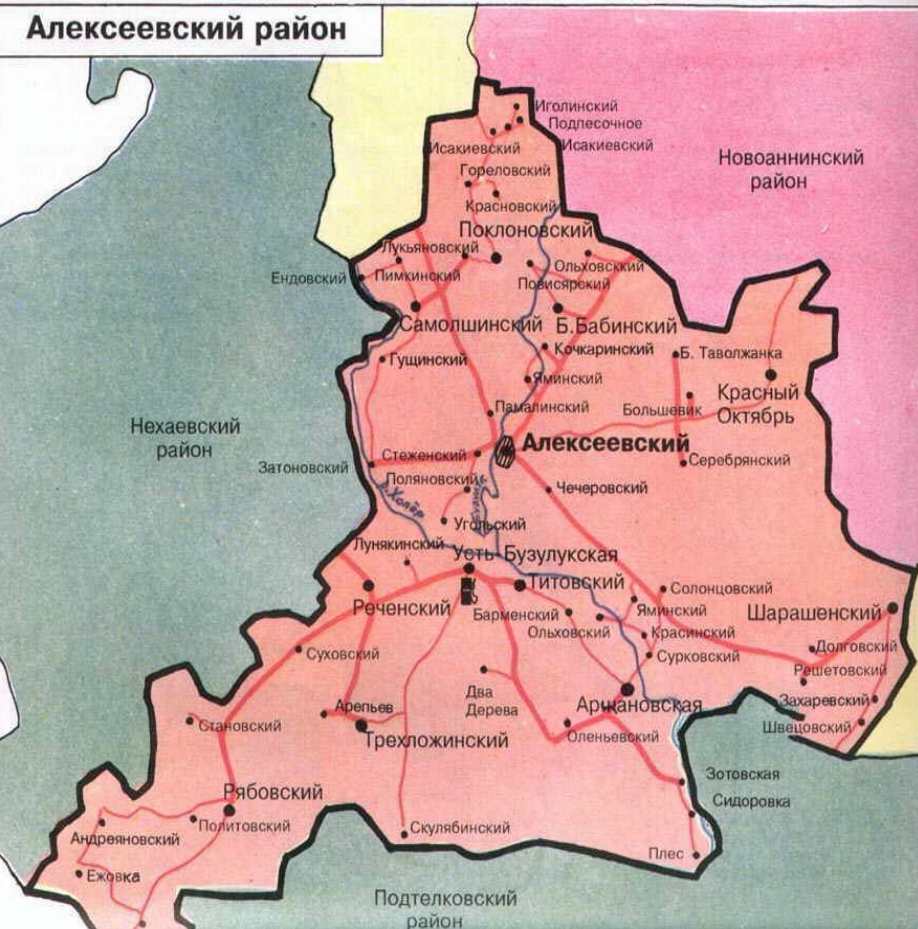 Алексеевский район
Иголинский
Подпесочное
Исакиевский
Исакиевский
Новоаннинский
район
Гореловский
Красновский
Поклоновский
Лукьяновский
Ендовский
Пимкинский
Ольховсккий
Повисярский
Самолшинский
Б.Бабинский
Гущинский
Кочкаринский
Б. Таволжанка
Яминский
Красный
Октябрь
Памалинский
Большевик
Нехаевский
район
Алексеевский
Затоновский
Стеженский
Серебрянский
Поляновский
Чечеровский
р.Хопёр
Угольский
Лунякинский
Усть Бузулукская
Титовский
Солонцовский
Реченский
Барменский
Яминский
Шарашенский
Ольховский
Красинский
Суховский
Сурковский
Долговский
Решетовский
Два
Дерева
Арчановская
Захаревский
Арепьев
Становский
Швецовский
Трехложинский
Оленьевский
Зотовская
Рябовский
Сидоровка
Политовский
Скулябинский
Андреяновский
Плес
Ежовка
Подтелковский
район